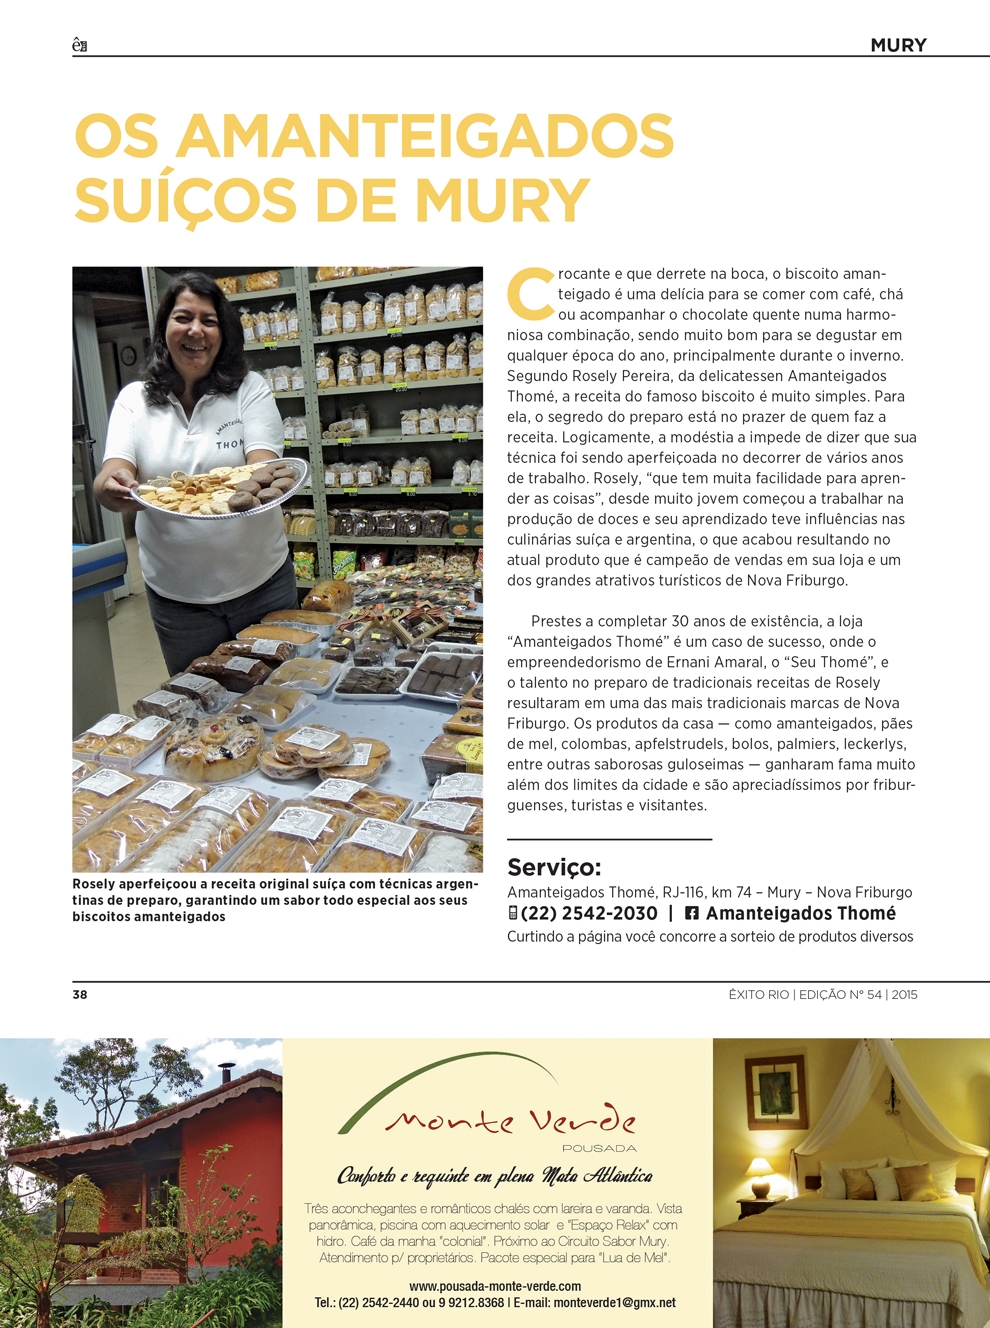 MURY
OS AMANTEIGADOS
SUÍÇOS DE MURY
Crocante e que derrete na boca, o biscoito aman-
teigado é uma delícia para se comer com café, chá
ou acompanhar o chocolate quente numa harmo-
niosa combinação, sendo muito bom para se degustar em
qualquer época do ano, principalmente durante o inverno.
Segundo Rosely Pereira, da delicatessen Amanteigados
Thomé, a receita do famoso biscoito é muito simples. Para
ela, o segredo do preparo está no prazer de quem faz a
receita. Logicamente, a modéstia a impede de dizer que sua
técnica foi sendo aperfeiçoada no decorrer de vários anos
de trabalho. Rosely, “que tem muita facilidade para apren-
der as coisas”, desde muito jovem começou a trabalhar na
produção de doces e seu aprendizado teve influências nas
culinárias suíça e argentina, o que acabou resultando no
atual produto que é campeão de vendas em sua loja e um
dos grandes atrativos turísticos de Nova Friburgo.
Prestes a completar 30 anos de existência, a loja
“Amanteigados Thomé” é um caso de sucesso, onde o
empreendedorismo de Ernani Amaral, o “Seu Thomé”, e
o talento no preparo de tradicionais receitas de Rosely
resultaram em uma das mais tradicionais marcas de Nova
Friburgo. Os produtos da casa — como amanteigados, pães
de mel, colombas, apfelstrudels, bolos, palmiers, leckerlys,
entre outras saborosas guloseimas — ganharam fama muito
além dos limites da cidade e são apreciadíssimos por fribur-
guenses, turistas e visitantes.
Rosely aperfeiçoou a receita original suíça com técnicas argen-
tinas de preparo, garantindo um sabor todo especial aos seus
biscoitos amanteigados
Serviço:
Amanteigados Thomé, RJ-116, km 74 – Mury – Nova Friburgo
(22) 2542-2030 | Amanteigados Thomé
Curtindo a página você concorre a sorteio de produtos diversos
38
ÊXITO RIO | EDIÇÃO N° 54 | 2015
Monte Verde
POUSADA
Conforto e requinte em plena Mata Atlântica
Três aconchegantes e românticos chalés com lareira e varanda. Vista
panorâmica, piscina com aquecimento solar e "Espaço Relax" com
hidro. Café da manha "colonial". Próximo ao Circuito Sabor Mury.
Atendimento p/ proprietários. Pacote especial para "Lua de Mel".
www.pousada-monte-verde.com
Tel.: (22) 2542-2440 ou 9 9212.8368 | E-mail: monteverde1@gmx.net